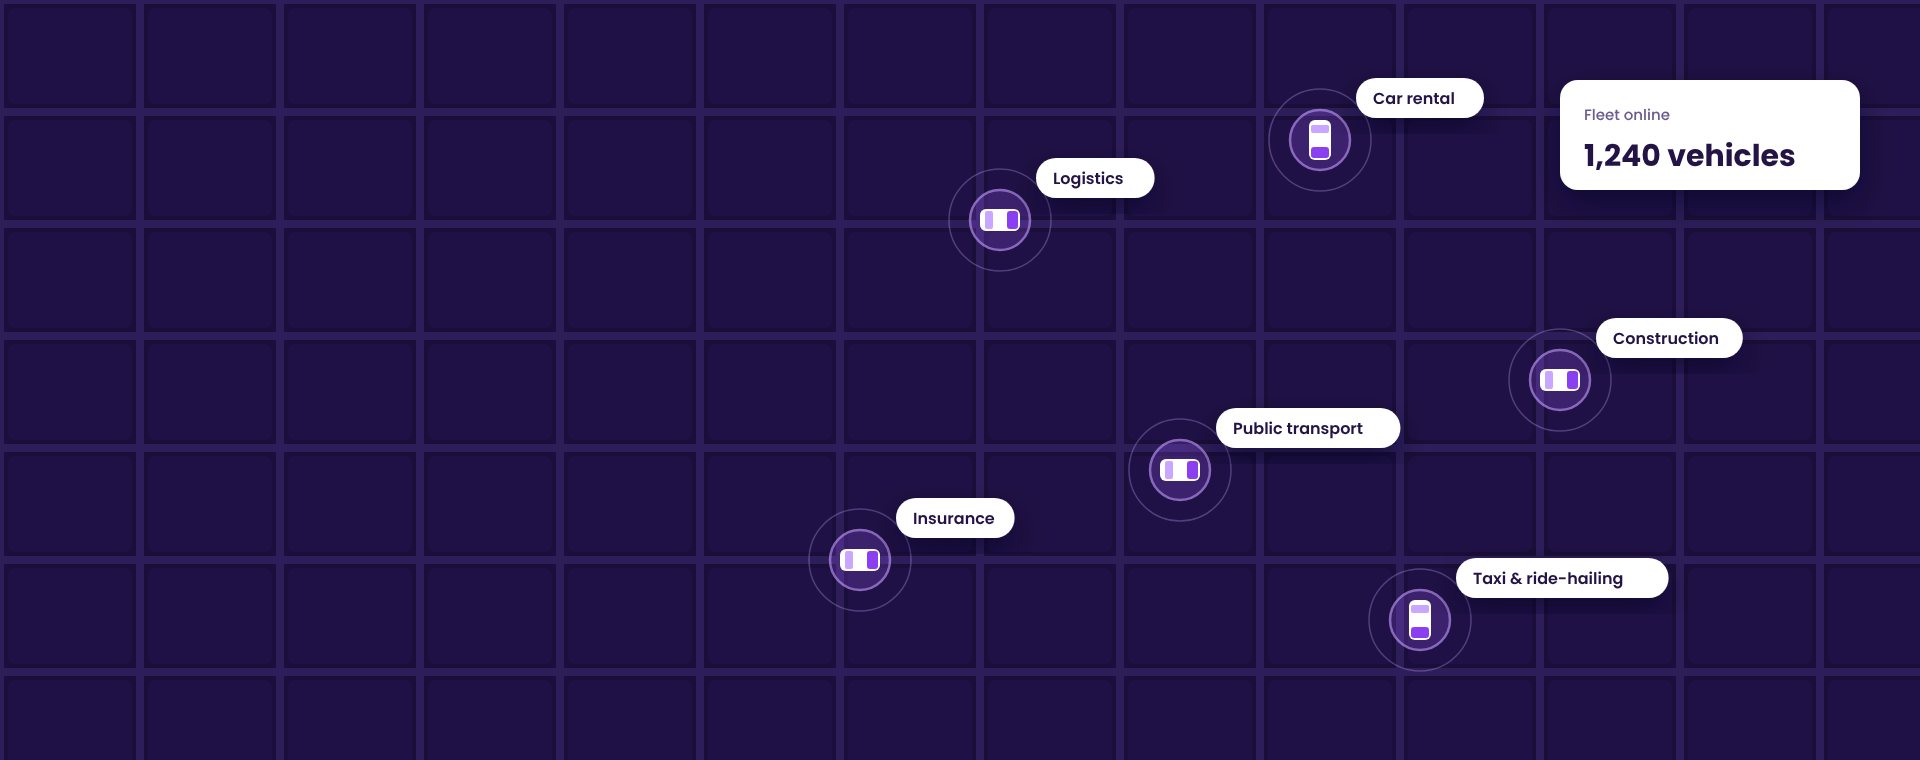 Car rental
Fleet online
1,240 vehicles
Logistics
Construction
Public transport
Insurance
Taxi & ride-hailing